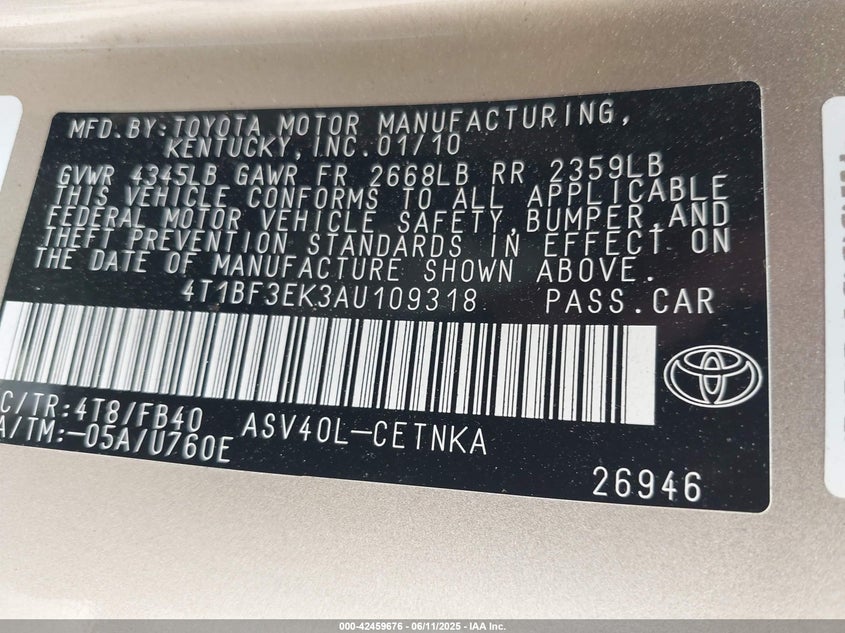 MFD.BY:TOYOTA MOTOR MANUFACTURING,
KENTUCKY,INC.01/10
GVWR 4345LB GAWR FR 2668LB RR 2359LB
THIS VEHICLE CONFORMS TO ALL APPLICABLE
FEDERAL MOTOR VEHICLE SAFETY,BUMPER,AND
THEFT PREVENTION STANDARDS IN EFFECT ON
THE DATE OF MANUFACTURE SHOWN ABOVE.
4T1BF3EK3AU109318 PASS.CAR
C/TR:4T8/FB40 ASV40L-CETNKA
A/TM:-05A/U760E
26946
000-42459676 - 06/11/2025 - IAA Inc.